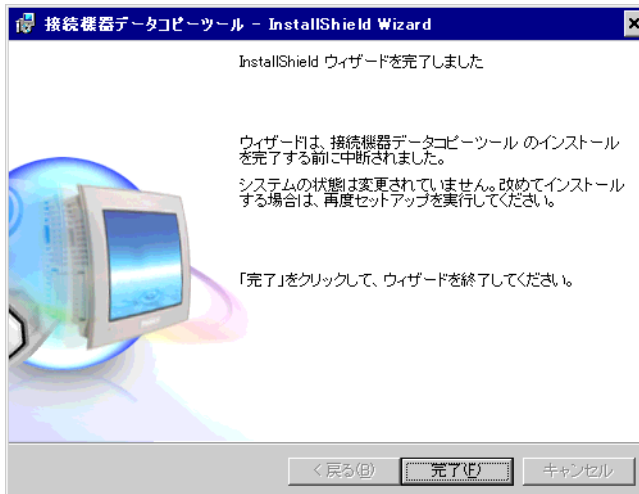 接続機器データコピーツール - InstallShield Wizard
InstallShield ウィザードを完了しました
ウィザードは、接続機器データコピーツール のインストール
を完了する前に中断されました。
システムの状態は変更されていません。改めてインストール
する場合は、再度セットアップを実行してください。
「完了」をクリックして、ウィザードを終了してください。
< 戻る(B)
完了(F)
キャンセル